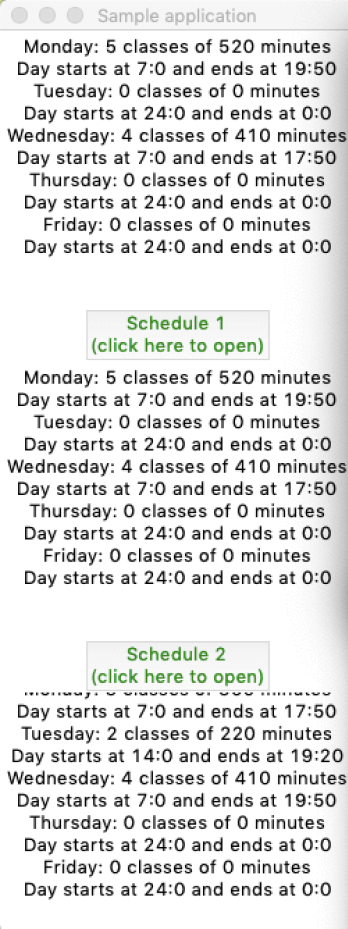 Sample application
Monday: 5 classes of 520 minutes
Day starts at 7:0 and ends at 19:50
Tuesday: 0 classes of 0 minutes
Day starts at 24:0 and ends at 0:0
Wednesday: 4 classes of 410 minutes
Day starts at 7:0 and ends at 17:50
Thursday: 0 classes of 0 minutes
Day starts at 24:0 and ends at 0:0
Friday: 0 classes of 0 minutes
Day starts at 24:0 and ends at 0:0
Schedule 1
(click here to open)
Monday: 5 classes of 520 minutes
Day starts at 7:0 and ends at 19:50
Tuesday: 0 classes of 0 minutes
Day starts at 24:0 and ends at 0:0
Wednesday: 4 classes of 410 minutes
Day starts at 7:0 and ends at 17:50
Thursday: 0 classes of 0 minutes
Day starts at 24:0 and ends at 0:0
Friday: 0 classes of 0 minutes
Day starts at 24:0 and ends at 0:0
Schedule 2
(click here to open)
Day starts at 7:0 and ends at 17:50
Tuesday: 2 classes of 220 minutes
Day starts at 14:0 and ends at 19:20
Wednesday: 4 classes of 410 minutes
Day starts at 7:0 and ends at 19:50
Thursday: 0 classes of 0 minutes
Day starts at 24:0 and ends at 0:0
Friday: 0 classes of 0 minutes
Day starts at 24:0 and ends at 0:0